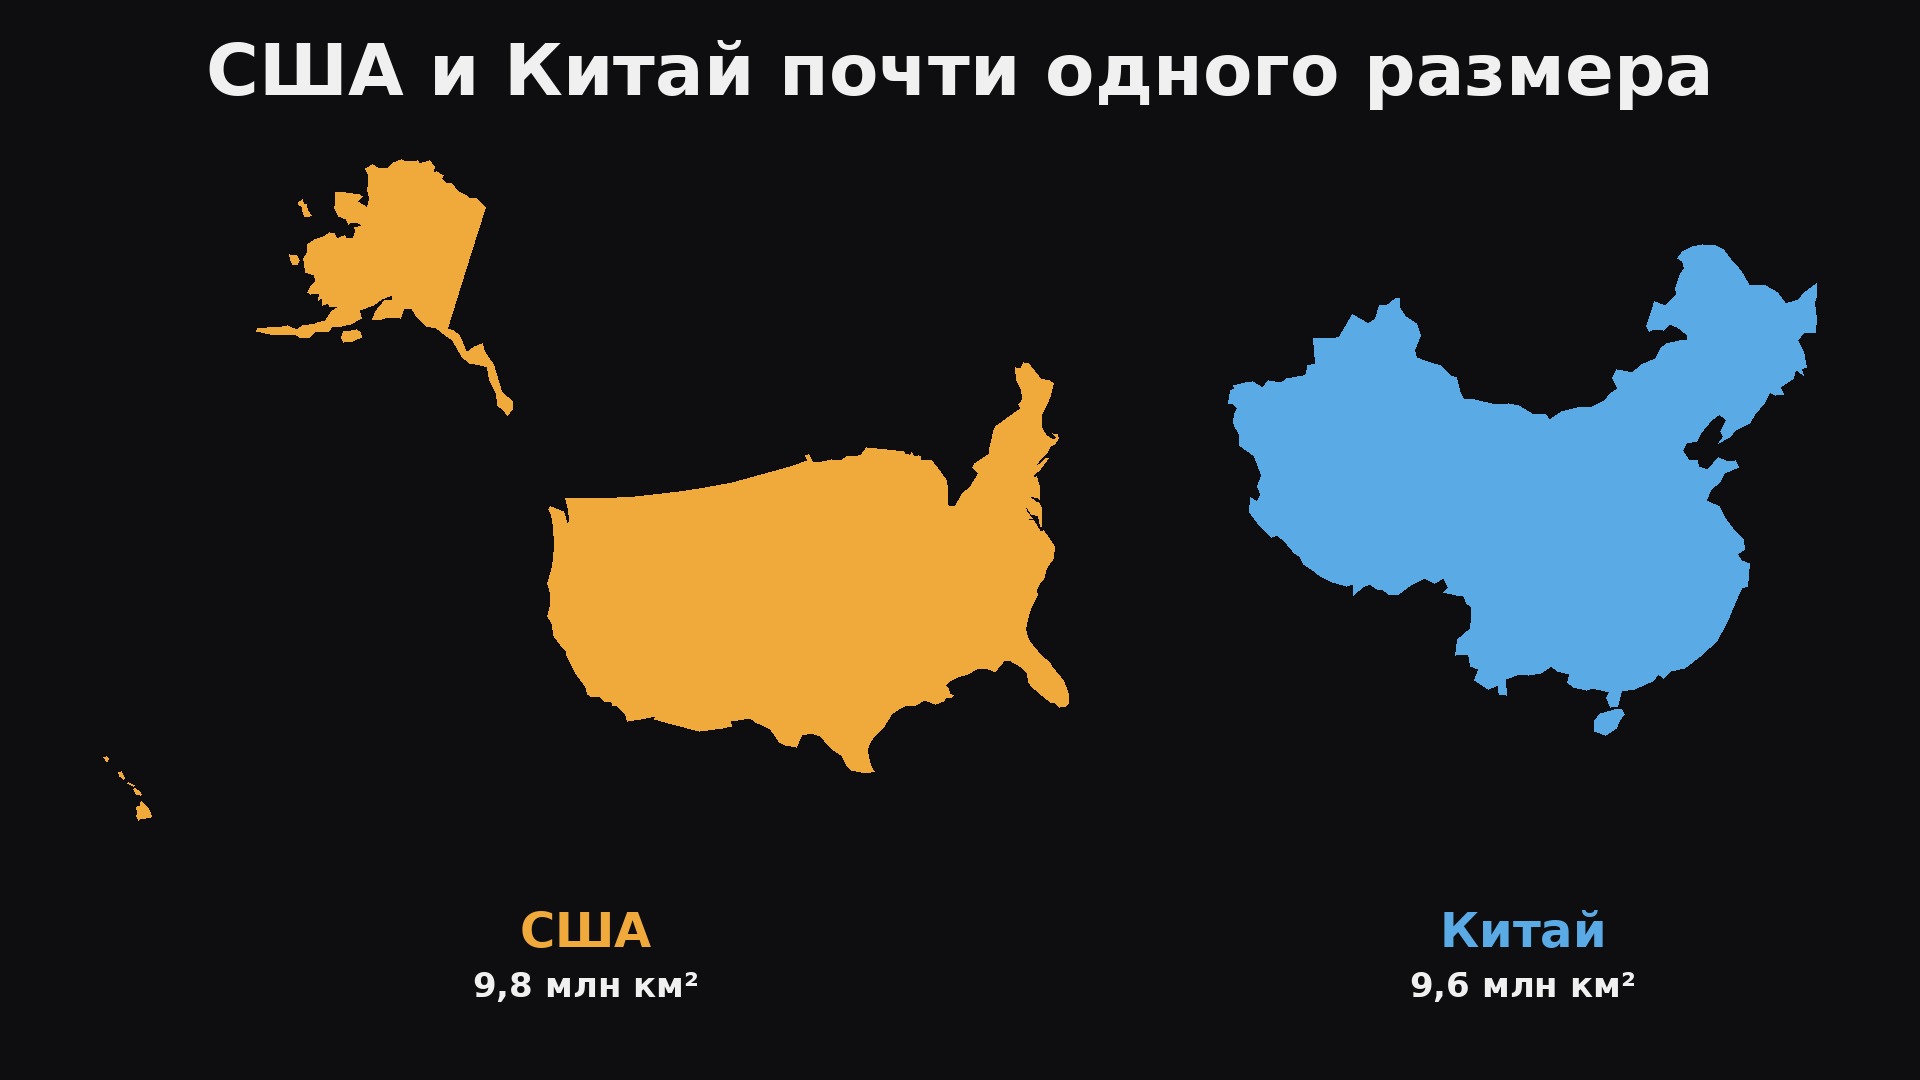 США и Китай почти одного размера
США
9,8 млн км²
Китай
9,6 млн км²